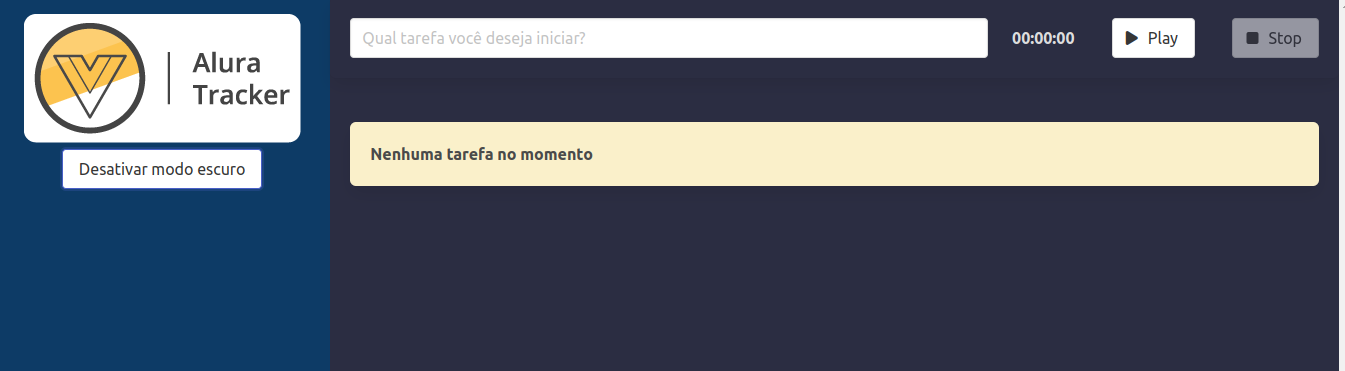 Alura
Tracker
Desativar modo escuro
Qual tarefa você deseja iniciar?
00:00:00
Play
Stop
Nenhuma tarefa no momento